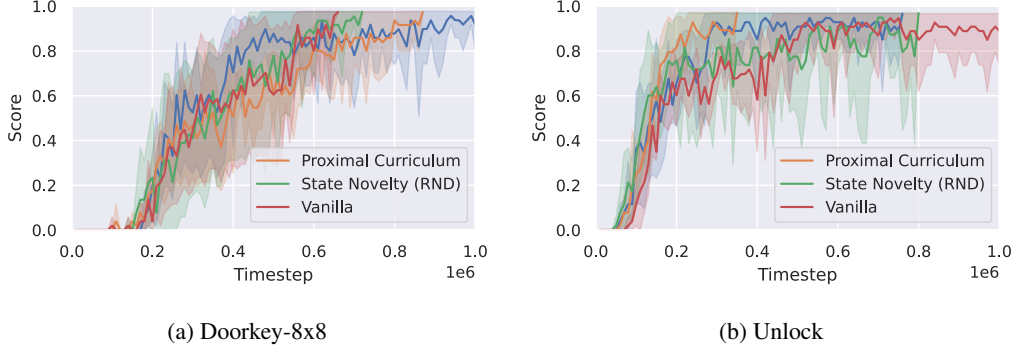 Score
1.0
0.8
0.6
0.4
0.2
0.0
Proximal Curriculum
State Novelty (RND)
Vanilla
0.0 0.2 0.4 0.6 0.8 1.0
1e6
Timestep
(a) Doorkey-8x8
Score
1.0
0.8
0.6
0.4
0.2
0.0
Proximal Curriculum
State Novelty (RND)
Vanilla
0.0 0.2 0.4 0.6 0.8 1.0
1e6
Timestep
(b) Unlock